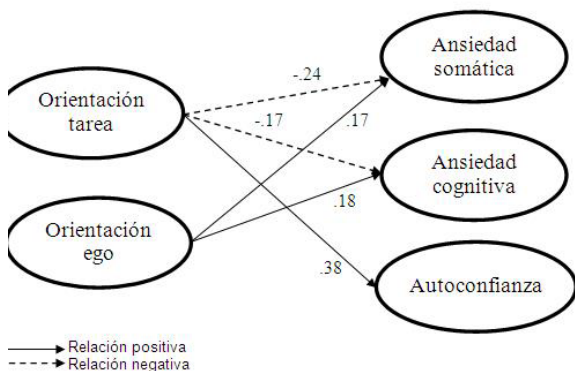 Ansiedad
somática
-.24
Orientación
tarea
-.17
.17
Ansiedad
cognitiva
.18
Orientación
ego
.38
Autoconfianza
Relación positiva
Relación negativa